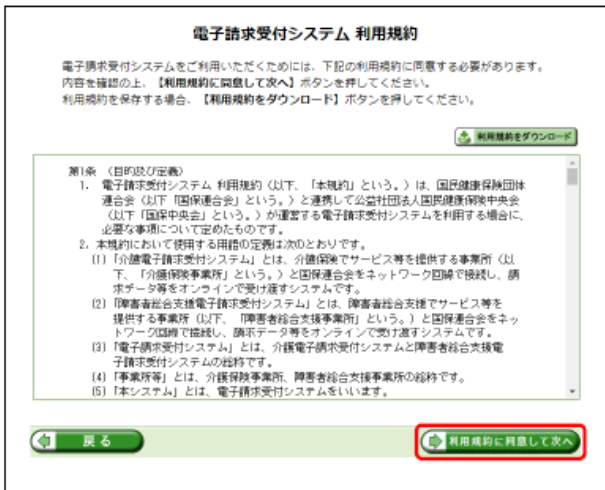 電子請求受付システム 利用規約
電子請求受付システムをご利用いただくためには、下記の利用規約に同意する必要があります。
内容を確認の上、【利用規約に同意して次へ】ボタンを押してください。
利用規約を保存する場合、【利用規約をダウンロード】ボタンを押してください。
利用規約をダウンロード
第1条 （目的及び定義）
1. 電子請求受付システム 利用規約（以下、「本規約」という。）は、国民健康保険団体
連合会（以下「国保連合会」という。）と連携して公益社団法人国民健康保険中央会
（以下「国保中央会」という。）が運営する電子請求受付システムを利用する場合に、
必要な事項について定めたものです。
2. 本規約において使用する用語の定義は次のとおりです。
(1)「介護電子請求受付システム」とは、介護保険でサービス等を提供する事業所（以
下、「介護保険事業所」という。）と国保連合会をネットワーク回線で接続し、請
求データ等をオンラインで受け渡すシステムです。
(2)「障害者総合支援電子請求受付システム」とは、障害者総合支援でサービス等を
提供する事業所（以下、「障害者総合支援事業所」という。）と国保連合会をネッ
トワーク回線で接続し、請求データ等をオンラインで受け渡すシステムです。
(3)「電子請求受付システム」とは、介護電子請求受付システムと障害者総合支援電
子請求受付システムの総称です。
(4)「事業所等」とは、介護保険事業所、障害者総合支援事業所の総称です。
(5)「本システム」とは、電子請求受付システムをいいます。
戻る
利用規約に同意して次へ